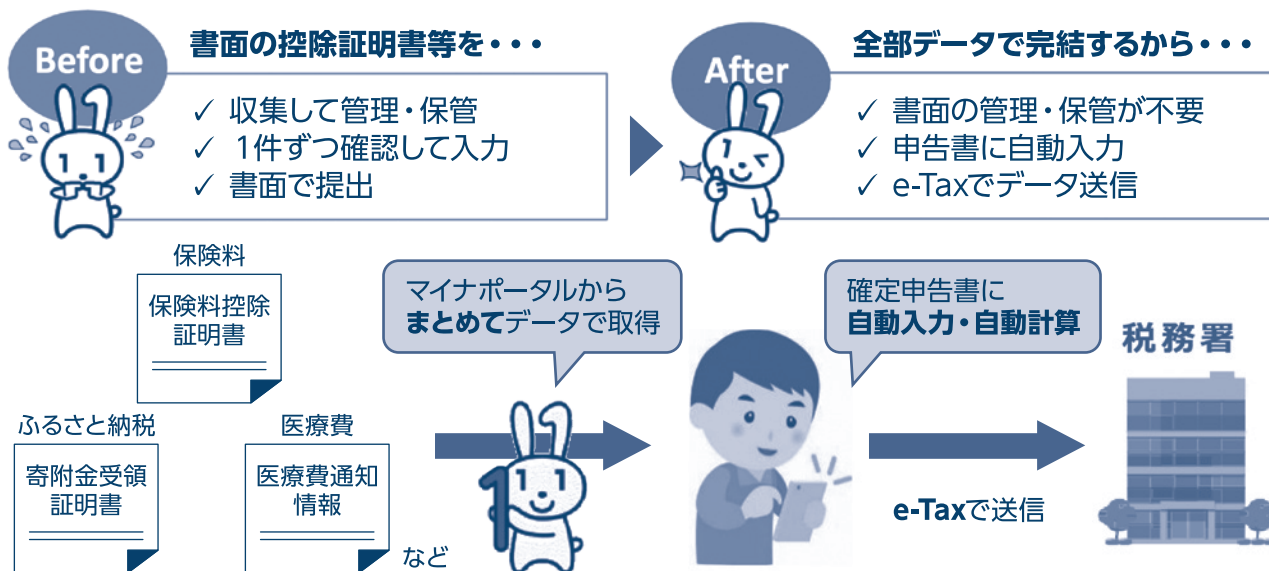 Before
書面の控除証明書等を・・・
✓ 収集して管理・保管
✓ 1件ずつ確認して入力
✓ 書面で提出
After
全部データで完結するから・・・
✓ 書面の管理・保管が不要
✓ 申告書に自動入力
✓ e-Taxでデータ送信
保険料
保険料控除
証明書
ふるさと納税
寄附金受領
証明書
医療費
医療費通知
情報
など
マイナポータルから
まとめてデータで取得
確定申告書に
自動入力・自動計算
e-Taxで送信
税務署